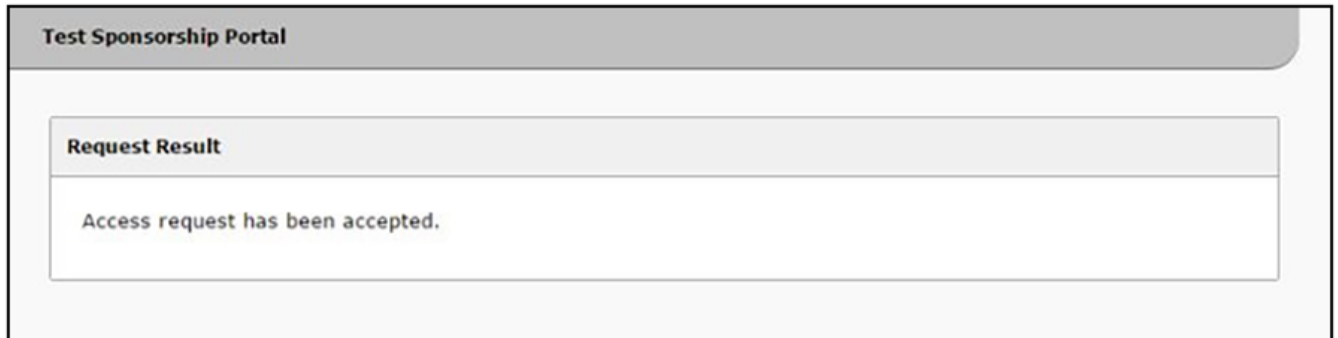 Test Sponsorship Portal
Request Result
Access request has been accepted.